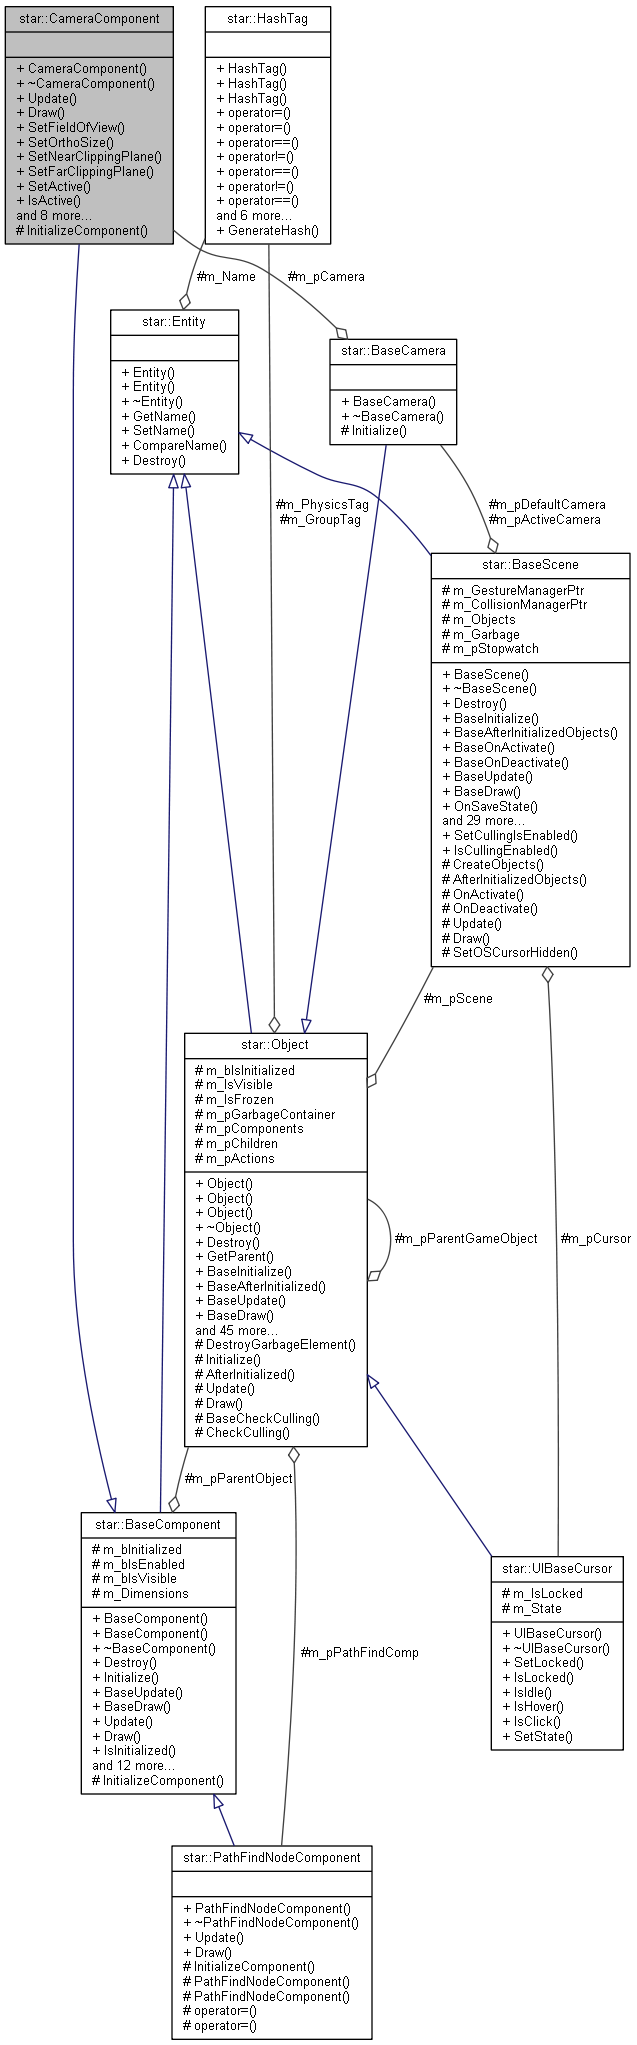 star::CameraComponent
+ CameraComponent()
+ ~CameraComponent()
+ Update()
+ Draw()
+ SetFieldOfView()
+ SetOrthoSize()
+ SetNearClippingPlane()
+ SetFarClippingPlane()
+ SetActive()
+ IsActive()
and 8 more...
# InitializeComponent()
star::HashTag
+ HashTag()
+ HashTag()
+ HashTag()
+ operator=()
+ operator=()
+ operator==()
+ operator!=()
+ operator==()
+ operator!=()
+ operator==()
and 6 more...
+ GenerateHash()
#m_Name
#m_pCamera
star::Entity
+ Entity()
+ Entity()
+ ~Entity()
+ GetName()
+ SetName()
+ CompareName()
+ Destroy()
star::BaseCamera
+ BaseCamera()
+ ~BaseCamera()
# Initialize()
#m_PhysicsTag
#m_GroupTag
#m_pDefaultCamera
#m_pActiveCamera
star::BaseScene
# m_GestureManagerPtr
# m_CollisionManagerPtr
# m_Objects
# m_Garbage
# m_pStopwatch
+ BaseScene()
+ ~BaseScene()
+ Destroy()
+ BaseInitialize()
+ BaseAfterInitializedObjects()
+ BaseOnActivate()
+ BaseOnDeactivate()
+ BaseUpdate()
+ BaseDraw()
+ OnSaveState()
and 29 more...
+ SetCullingIsEnabled()
+ IsCullingEnabled()
# CreateObjects()
# AfterInitializedObjects()
# OnActivate()
# OnDeactivate()
# Update()
# Draw()
# SetOSCursorHidden()
#m_pScene
star::Object
# m_bIsInitialized
# m_IsVisible
# m_IsFrozen
# m_pGarbageContainer
# m_pComponents
# m_pChildren
# m_pActions
+ Object()
+ Object()
+ Object()
+ ~Object()
+ Destroy()
+ GetParent()
+ BaseInitialize()
+ BaseAfterInitialized()
+ BaseUpdate()
+ BaseDraw()
and 45 more...
# DestroyGarbageElement()
# Initialize()
# AfterInitialized()
# Update()
# Draw()
# BaseCheckCulling()
# CheckCulling()
#m_pParentGameObject
#m_pCursor
#m_pParentObject
star::BaseComponent
# m_bInitialized
# m_bIsEnabled
# m_bIsVisible
# m_Dimensions
+ BaseComponent()
+ BaseComponent()
+ ~BaseComponent()
+ Destroy()
+ Initialize()
+ BaseUpdate()
+ BaseDraw()
+ Update()
+ Draw()
+ IsInitialized()
and 12 more...
# InitializeComponent()
#m_pPathFindComp
star::UIBaseCursor
# m_IsLocked
# m_State
+ UIBaseCursor()
+ ~UIBaseCursor()
+ SetLocked()
+ IsLocked()
+ IsIdle()
+ IsHover()
+ IsClick()
+ SetState()
star::PathFindNodeComponent
+ PathFindNodeComponent()
+ ~PathFindNodeComponent()
+ Update()
+ Draw()
# InitializeComponent()
# PathFindNodeComponent()
# PathFindNodeComponent()
# operator=()
# operator=()